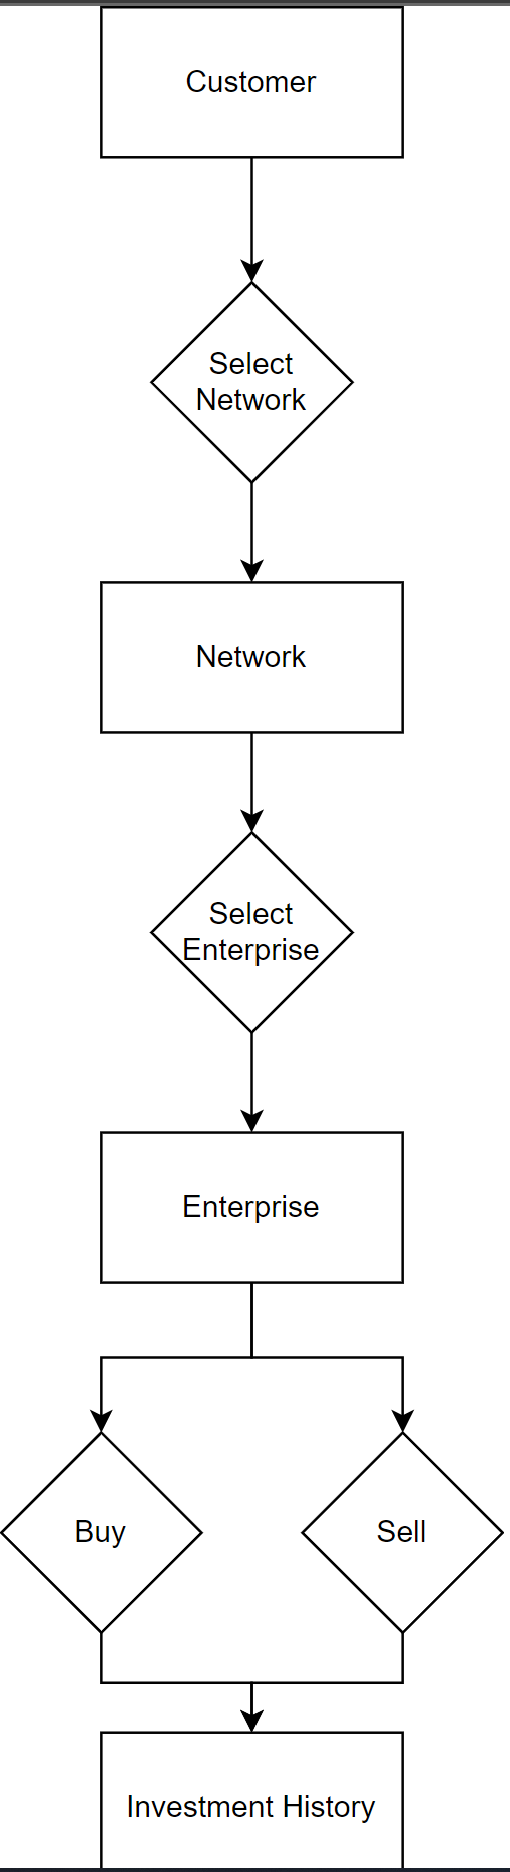 Customer
Select
Network
Network
Select
Enterprise
Enterprise
Buy
Sell
Investment History